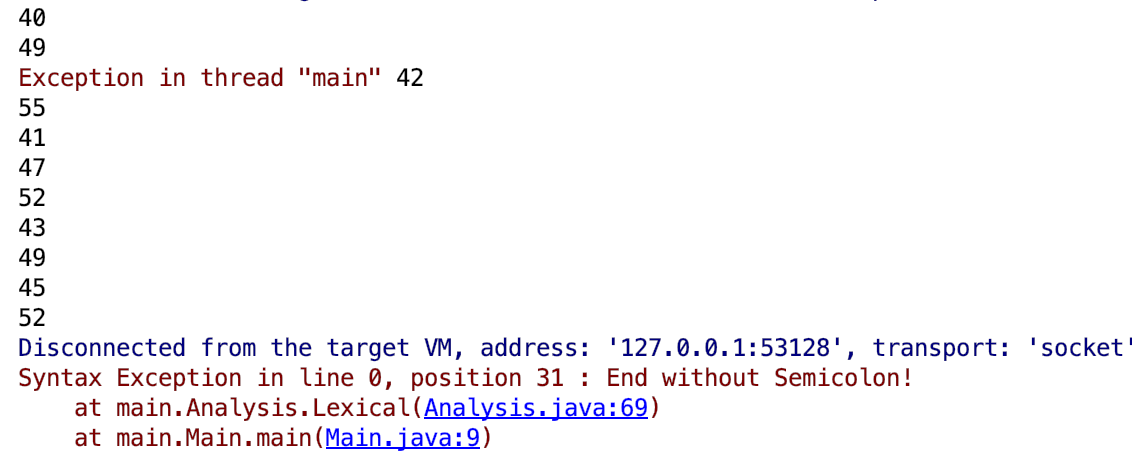 40
49
Exception in thread "main" 42
55
41
47
52
43
49
45
52
Disconnected from the target VM, address: '127.0.0.1:53128', transport: 'socket'
Syntax Exception in line 0, position 31 : End without Semicolon!
    at main.Analysis.Lexical(Analysis.java:69)
    at main.Main.main(Main.java:9)